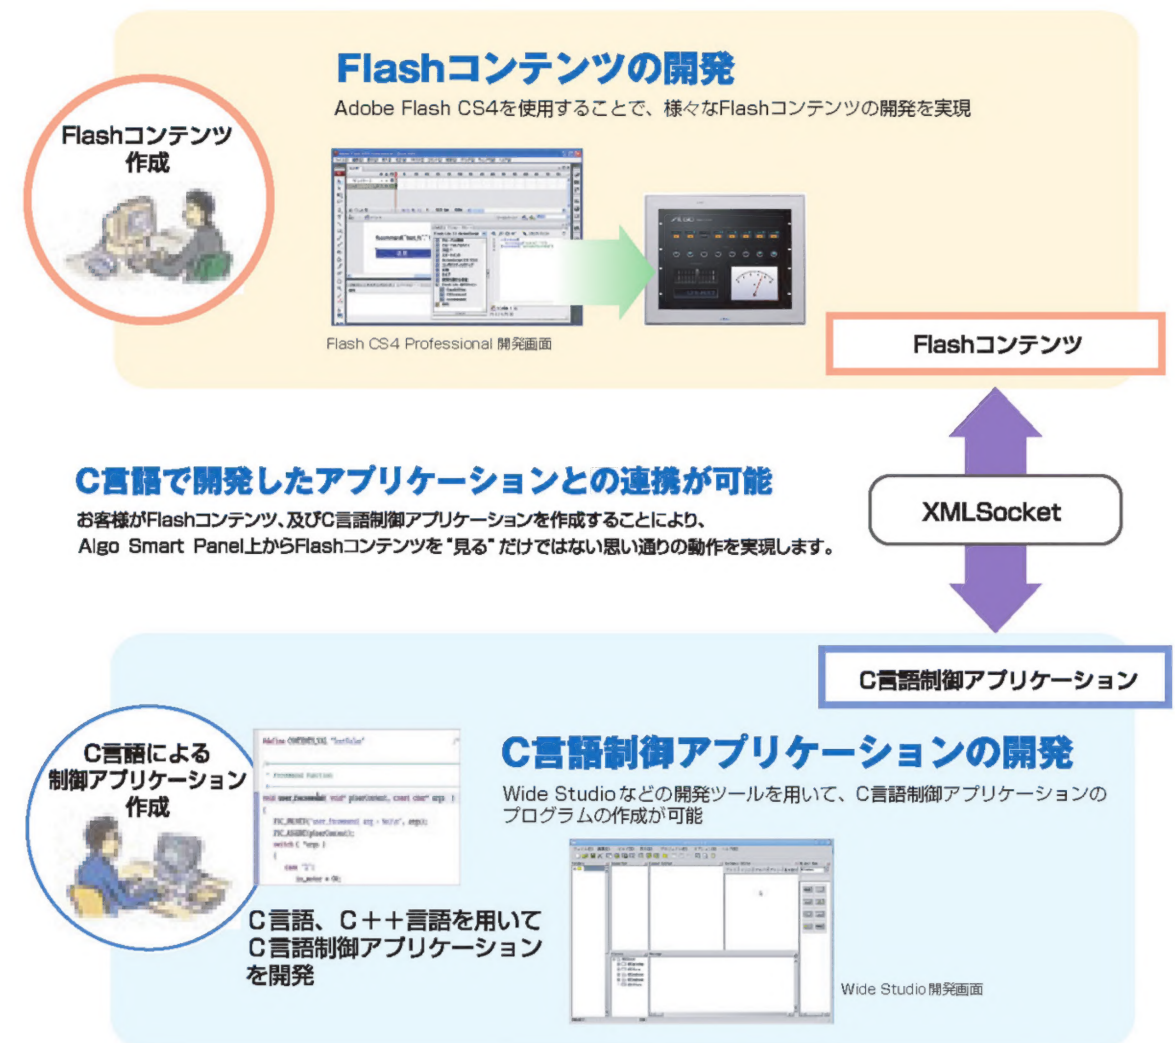 Flashコンテンツの開発
Adobe Flash CS4を使用することで、様々なFlashコンテンツの開発を実現
Flashコンテンツ
作成
Flash CS4 Professional 開発画面
Flashコンテンツ
C言語で開発したアプリケーションとの連携が可能
お客様がFlashコンテンツ、及びC言語制御アプリケーションを作成することにより、
Algo Smart Panel上からFlashコンテンツを“見る”だけではない思い通りの動作を実現します。
XMLSocket
C言語制御アプリケーション
C言語による
制御アプリケーション
作成
C言語制御アプリケーションの開発
Wide Studioなどの開発ツールを用いて、C言語制御アプリケーションの
プログラムの作成が可能
C言語、C++言語を用いて
C言語制御アプリケーション
を開発
Wide Studio開発画面